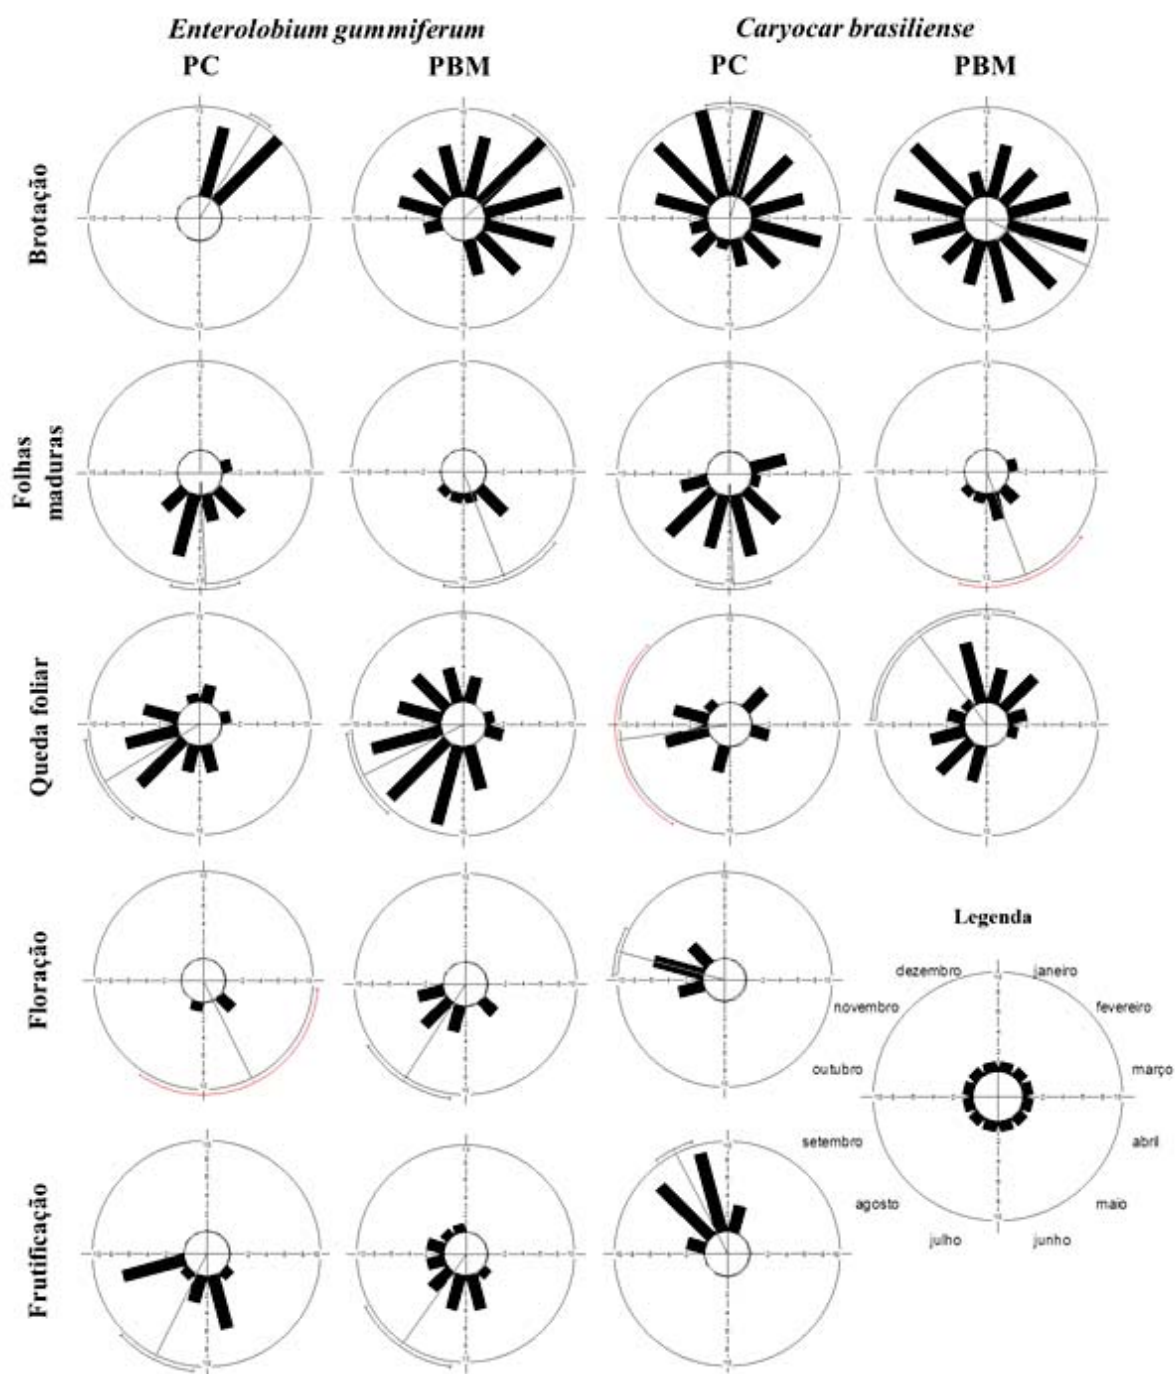 Enterolobium gummiferum Caryocar brasiliense
PC PBM PC PBM
Brotação
Folhas
maduras
Queda foliar
Floração
Frutificação
Legenda
dezembro janeiro
novembro fevereiro
outubro março
setembro abril
agosto maio
julho junho